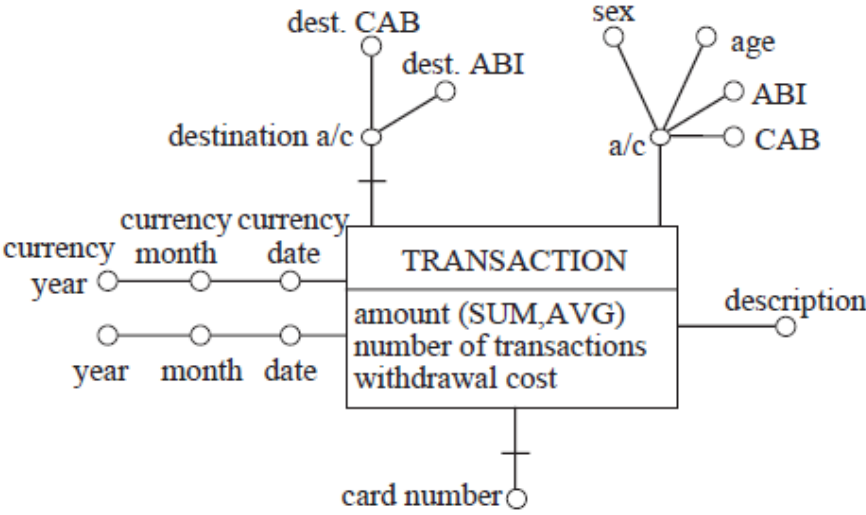 dest. CAB
dest. ABI
destination a/c
sex
age
ABI
CAB
a/c
currency
year
currency
month
currency
date
year
month
date
TRANSACTION
amount (SUM,AVG)
number of transactions
withdrawal cost
description
card number